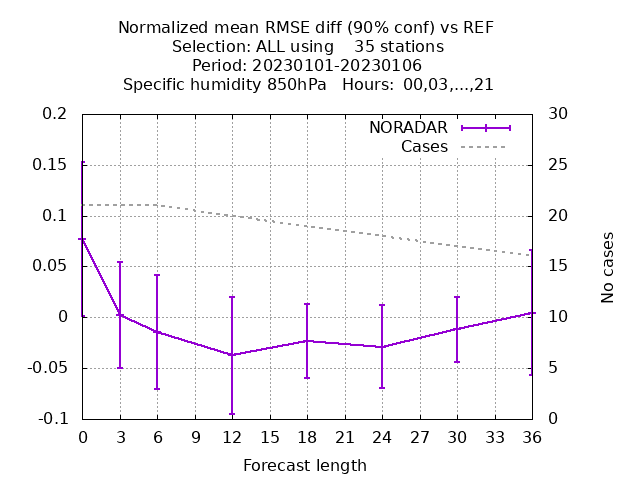 Normalized mean RMSE diff (90% conf) vs REF
Selection: ALL using    35 stations
Period: 20230101-20230106
Specific humidity 850hPa   Hours:  00,03,...,21
NORADAR
Cases
0.2
0.15
0.1
0.05
0
-0.05
-0.1
30
25
20
15
10
5
0
No cases
0 3 6 9 12 15 18 21 24 27 30 33 36
Forecast length